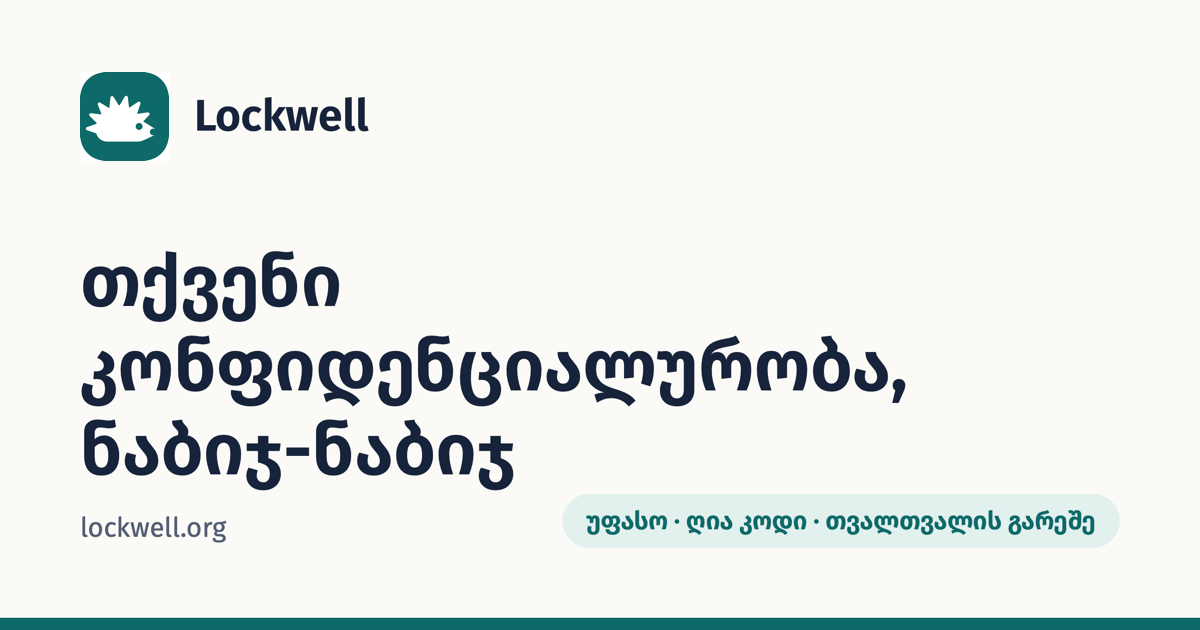 Lockwell
თქვენი
კონფიდენციალურობა,
ნაბიჯ-ნაბიჯ
lockwell.org
უფასო · ღია კოდი · თვალთვალის გარეშე